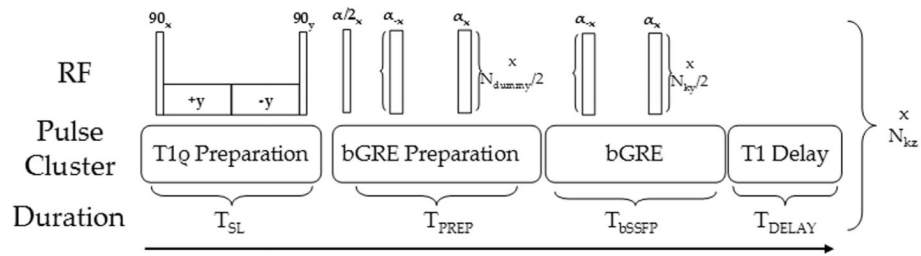 90x 90y α/2x α-x αx α-x αx
RF +y -y x Ndummy/2 x Nky/2
Pulse Cluster T1ρ Preparation bGRE Preparation bGRE T1 Delay x Nkz
Duration TSL TPREP TbSSFP TDELAY